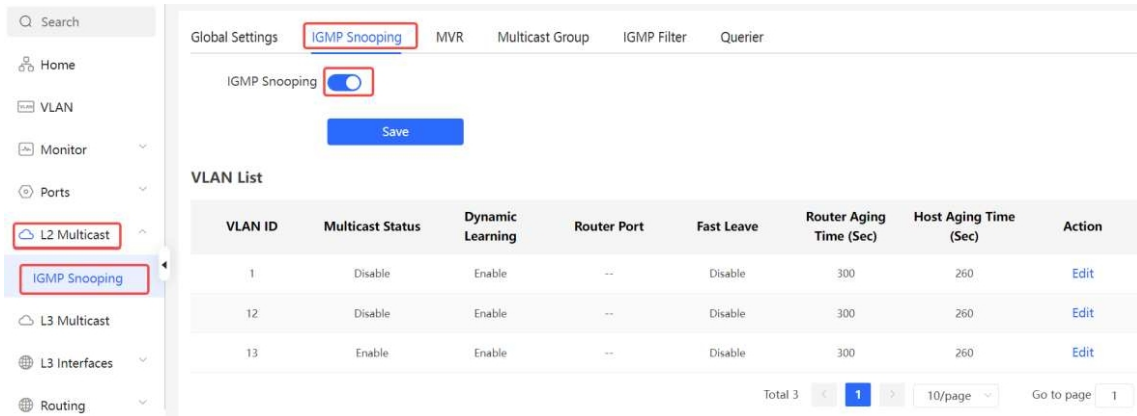 Search
Home
VLAN
Monitor
Ports
L2 Multicast
IGMP Snooping
L3 Multicast
L3 Interfaces
Routing
Global Settings IGMP Snooping MVR Multicast Group IGMP Filter Querier
IGMP Snooping
Save
VLAN List
VLAN ID Multicast Status Dynamic Learning Router Port Fast Leave Router Aging Time (Sec) Host Aging Time (Sec) Action
1 Disable Enable -- Disable 300 260 Edit
12 Disable Enable -- Disable 300 260 Edit
13 Enable Enable -- Disable 300 260 Edit
Total 3 < 1 > 10/page Go to page 1